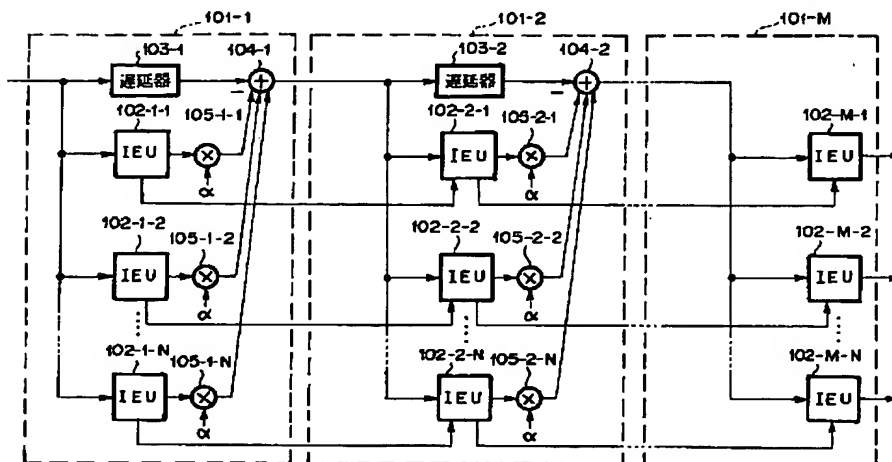 101-1
101-2
101-M
103-1
104-1
103-2
104-2
遅延器
+
−
遅延器
+
−
102-1-1
105-1-1
102-2-1
105-2-1
102-M-1
IEU
×
α
IEU
×
α
IEU
102-1-2
105-1-2
102-2-2
105-2-2
102-M-2
IEU
×
α
IEU
×
α
IEU
102-1-N
105-1-N
102-2-N
105-2-N
102-M-N
IEU
×
α
IEU
×
α
IEU